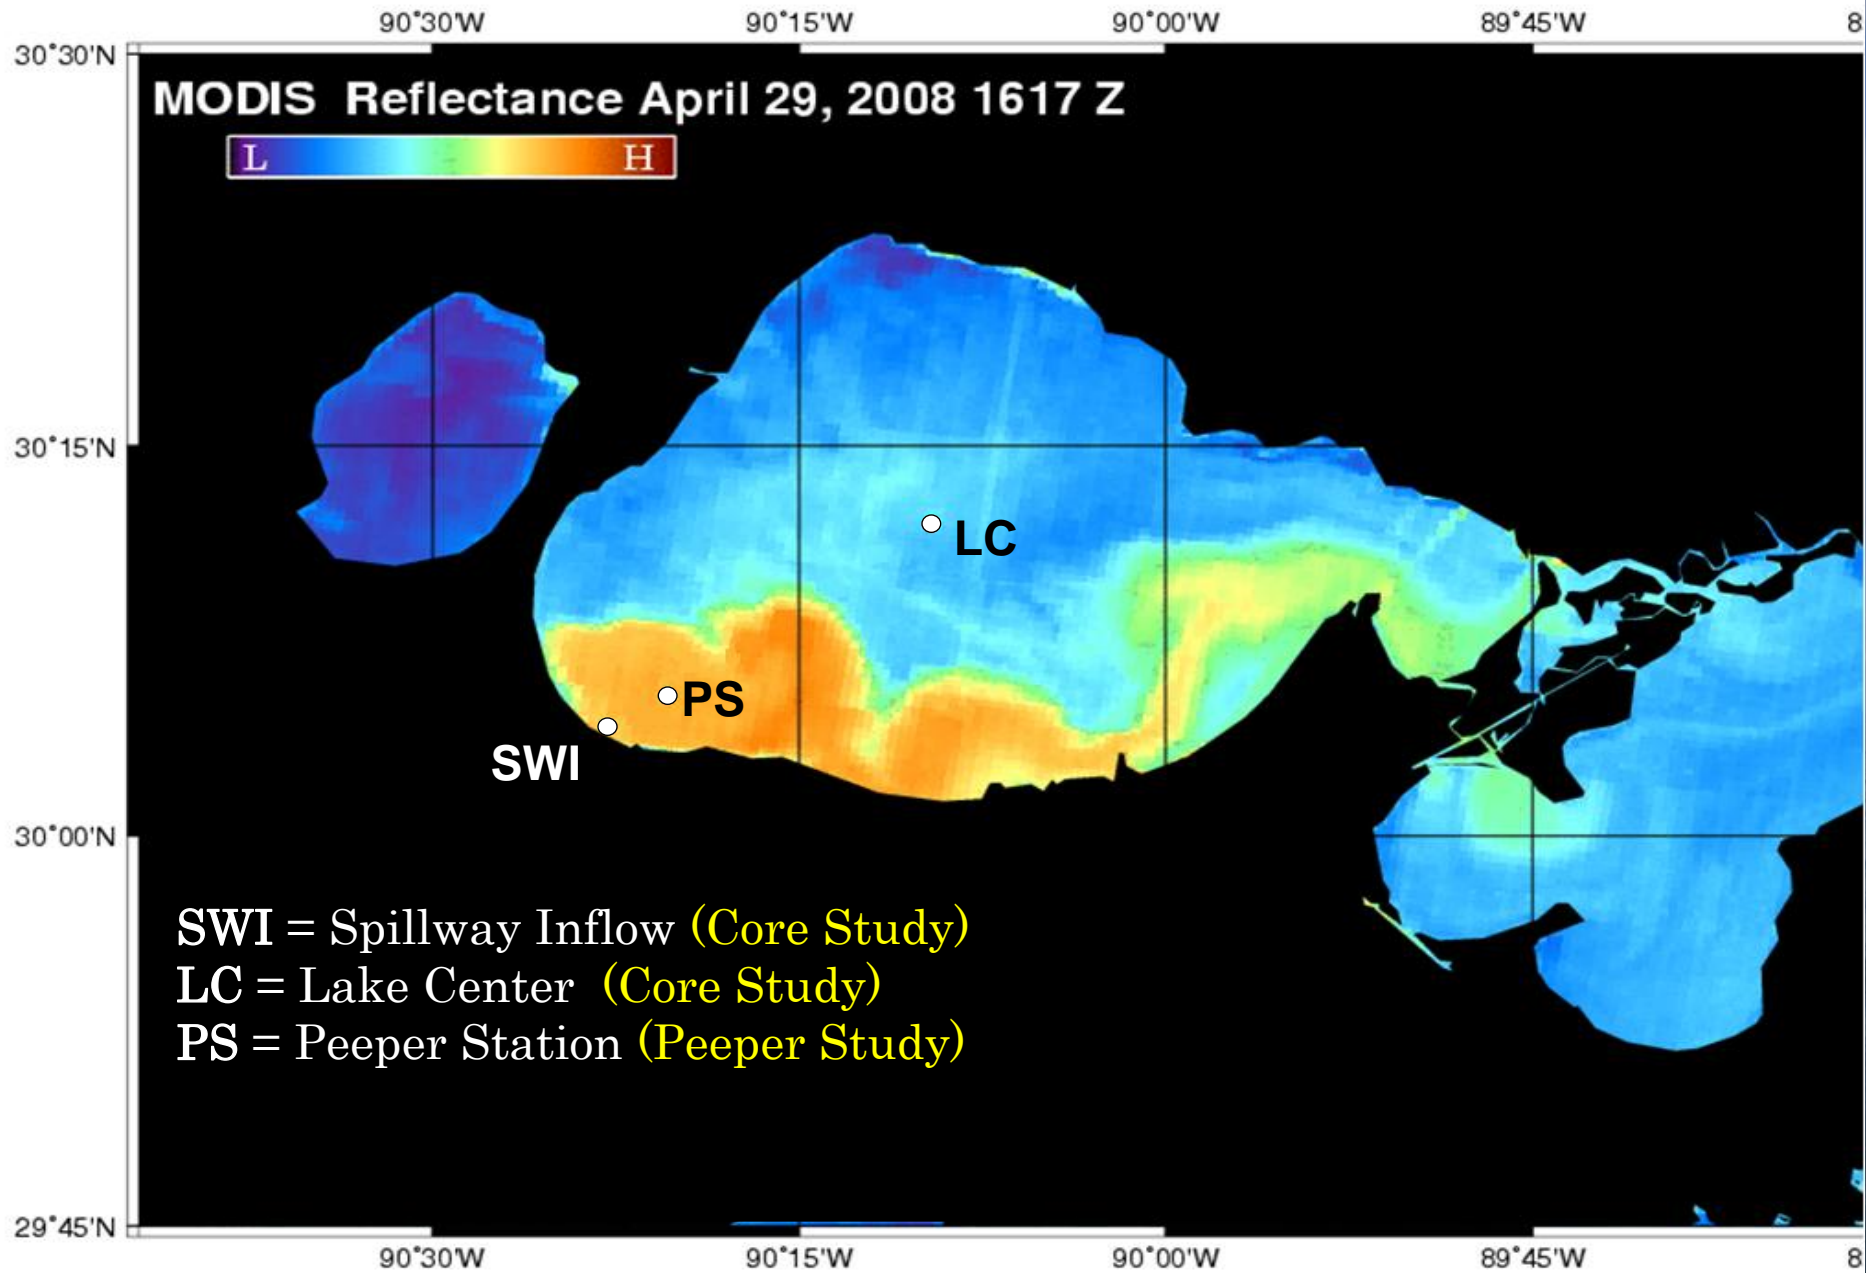 90°30'W 90°15'W 90°00'W 89°45'W 8
30°30'N
MODIS Reflectance April 29, 2008 1617 Z
L H
30°15'N
LC
PS
SWI
30°00'N
SWI = Spillway Inflow (Core Study)
LC = Lake Center (Core Study)
PS = Peeper Station (Peeper Study)
29°45'N
90°30'W 90°15'W 90°00'W 89°45'W 8